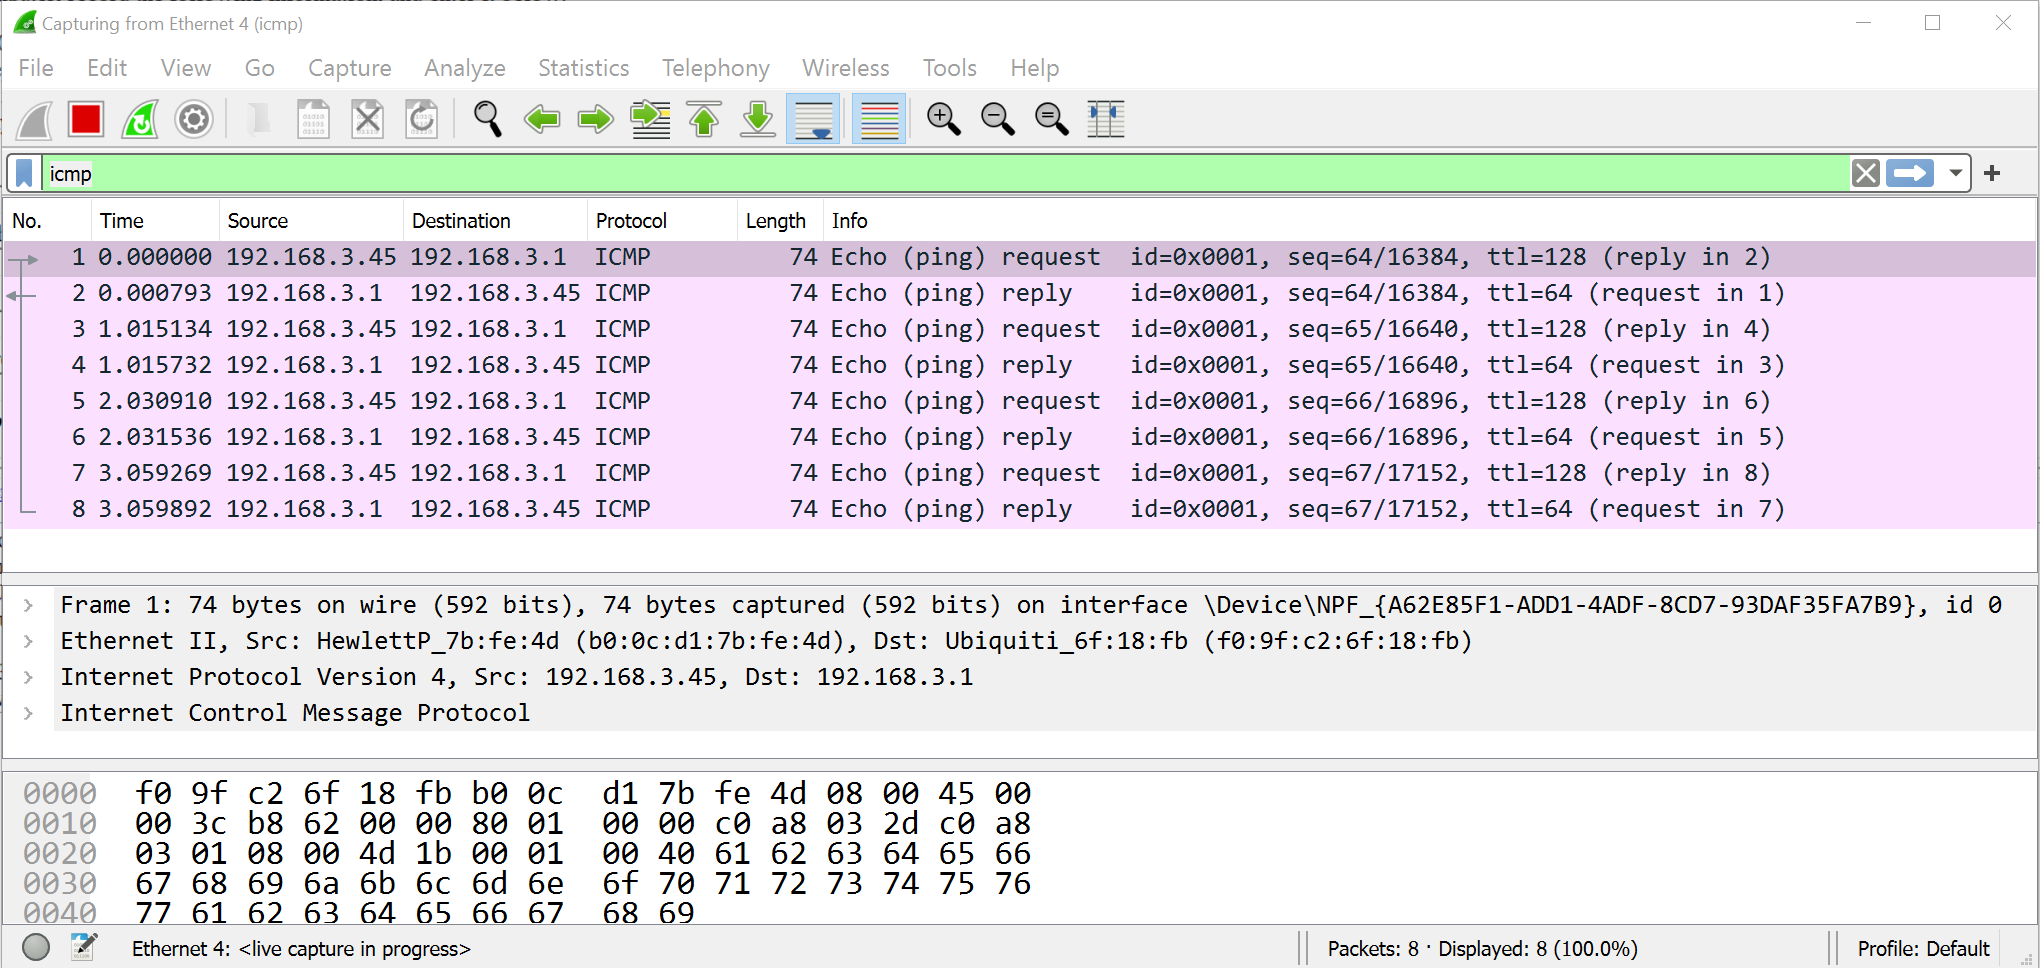 Capturing from Ethernet 4 (icmp)
File Edit View Go Capture Analyze Statistics Telephony Wireless Tools Help
icmp
No. Time Source Destination Protocol Length Info
1 0.000000 192.168.3.45 192.168.3.1 ICMP 74 Echo (ping) request id=0x0001, seq=64/16384, ttl=128 (reply in 2)
2 0.000793 192.168.3.1 192.168.3.45 ICMP 74 Echo (ping) reply id=0x0001, seq=64/16384, ttl=64 (request in 1)
3 1.015134 192.168.3.45 192.168.3.1 ICMP 74 Echo (ping) request id=0x0001, seq=65/16640, ttl=128 (reply in 4)
4 1.015732 192.168.3.1 192.168.3.45 ICMP 74 Echo (ping) reply id=0x0001, seq=65/16640, ttl=64 (request in 3)
5 2.030910 192.168.3.45 192.168.3.1 ICMP 74 Echo (ping) request id=0x0001, seq=66/16896, ttl=128 (reply in 6)
6 2.031536 192.168.3.1 192.168.3.45 ICMP 74 Echo (ping) reply id=0x0001, seq=66/16896, ttl=64 (request in 5)
7 3.059269 192.168.3.45 192.168.3.1 ICMP 74 Echo (ping) request id=0x0001, seq=67/17152, ttl=128 (reply in 8)
8 3.059892 192.168.3.1 192.168.3.45 ICMP 74 Echo (ping) reply id=0x0001, seq=67/17152, ttl=64 (request in 7)
Frame 1: 74 bytes on wire (592 bits), 74 bytes captured (592 bits) on interface \Device\NPF_{A62E85F1-ADD1-4ADF-8CD7-93DAF35FA7B9}, id 0
Ethernet II, Src: HewlettP_7b:fe:4d (b0:0c:d1:7b:fe:4d), Dst: Ubiquiti_6f:18:fb (f0:9f:c2:6f:18:fb)
Internet Protocol Version 4, Src: 192.168.3.45, Dst: 192.168.3.1
Internet Control Message Protocol
0000 f0 9f c2 6f 18 fb b0 0c d1 7b fe 4d 08 00 45 00
0010 00 3c b8 62 00 00 80 01 00 00 c0 a8 03 2d c0 a8
0020 03 01 08 00 4d 1b 00 01 00 40 61 62 63 64 65 66
0030 67 68 69 6a 6b 6c 6d 6e 6f 70 71 72 73 74 75 76
0040 77 61 62 63 64 65 66 67 68 69
Ethernet 4: <live capture in progress> Packets: 8 · Displayed: 8 (100.0%) Profile: Default